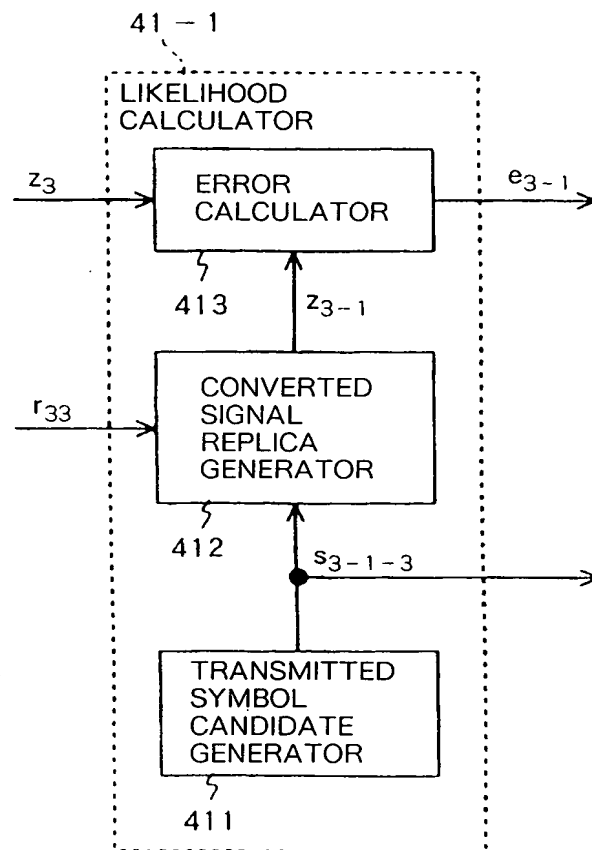 41-1
LIKELIHOOD
CALCULATOR
z3
ERROR
CALCULATOR
e3-1
413
z3-1
r33
CONVERTED
SIGNAL
REPLICA
GENERATOR
412
s3-1-3
TRANSMITTED
SYMBOL
CANDIDATE
GENERATOR
411